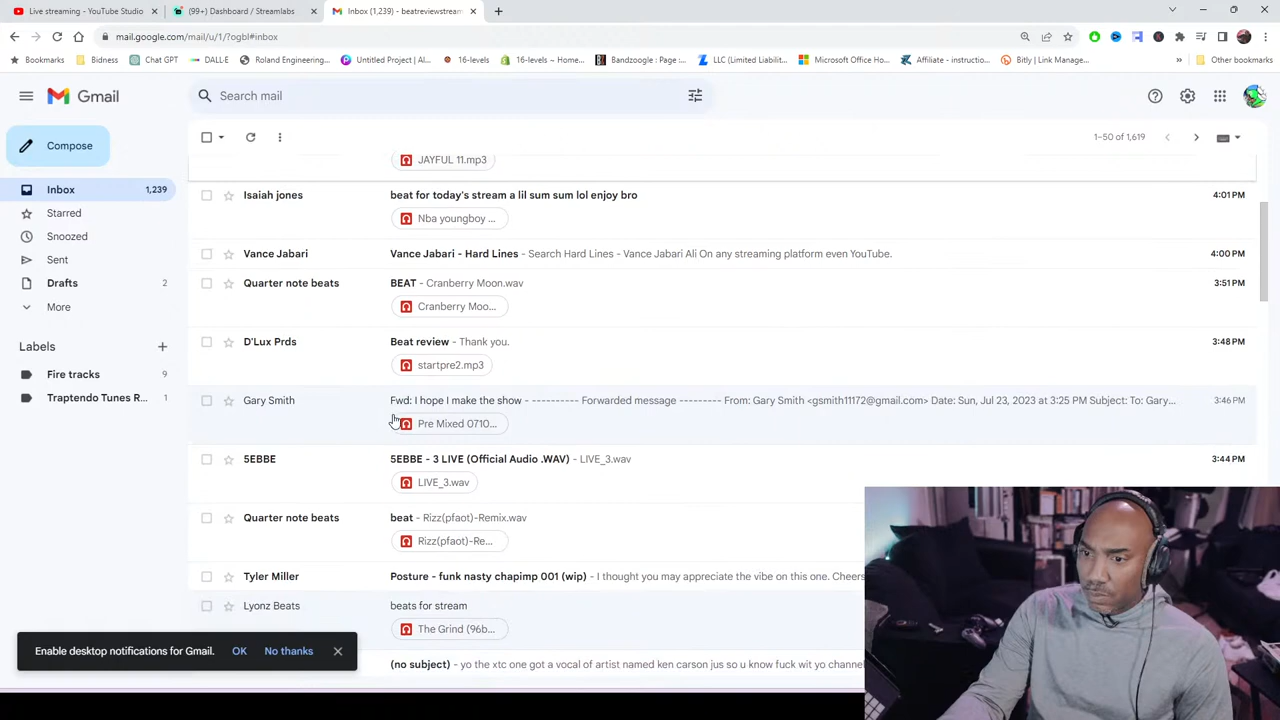 Live streaming - YouTube Studio
(99+) Dashboard / Streamlabs
Inbox (1,239) - beatreviewstream
mail.google.com/mail/u/1/?ogbl#inbox
Bookmarks
Bidness
Chat GPT
DALL·E
Roland Engineering...
Untitled Project | Al...
16-levels
16-levels ~ Home...
Bandzoogle : Page :...
LLC (Limited Liabilit...
Microsoft Office Ho...
Affiliate - instructio...
Bitly | Link Manage...
»
Other bookmarks
Gmail
Search mail
Compose
1–50 of 1,619
Inbox 1,239
Starred
Snoozed
Sent
Drafts 2
More
Labels
Fire tracks 9
Traptendo Tunes R... 1
JAYFUL 11.mp3
Isaiah jones beat for today's stream a lil sum sum lol enjoy bro 4:01 PM
Nba youngboy ...
Vance Jabari Vance Jabari - Hard Lines - Search Hard Lines - Vance Jabari Ali On any streaming platform even YouTube. 4:00 PM
Quarter note beats BEAT - Cranberry Moon.wav 3:51 PM
Cranberry Moo...
D'Lux Prds Beat review - Thank you. 3:48 PM
startpre2.mp3
Gary Smith Fwd: I hope I make the show - ---------- Forwarded message --------- From: Gary Smith <gsmith11172@gmail.com> Date: Sun, Jul 23, 2023 at 3:25 PM Subject: To: Gary... 3:46 PM
Pre Mixed 0710...
5EBBE 5EBBE - 3 LIVE (Official Audio .WAV) - LIVE_3.wav 3:44 PM
LIVE_3.wav
Quarter note beats beat - Rizz(pfaot)-Remix.wav
Rizz(pfaot)-Re...
Tyler Miller Posture - funk nasty chapimp 001 (wip) - I thought you may appreciate the vibe on this one. Cheers
Lyonz Beats beats for stream
The Grind (96b...
(no subject) - yo the xtc one got a vocal of artist named ken carson jus so u know fuck wit yo channel
Enable desktop notifications for Gmail. OK No thanks